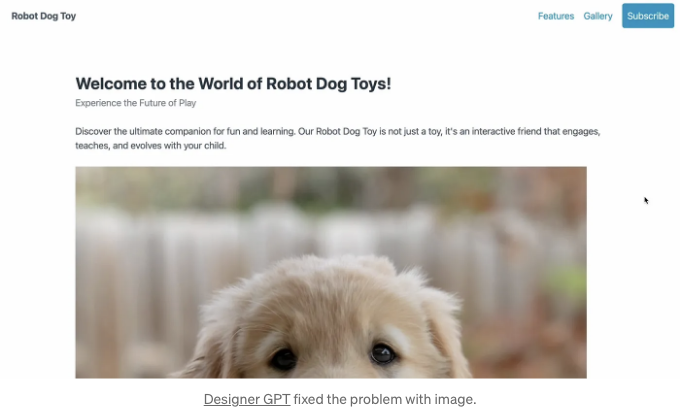 Robot Dog Toy
Features Gallery Subscribe
Welcome to the World of Robot Dog Toys!
Experience the Future of Play
Discover the ultimate companion for fun and learning. Our Robot Dog Toy is not just a toy, it's an interactive friend that engages,
teaches, and evolves with your child.
Designer GPT fixed the problem with image.